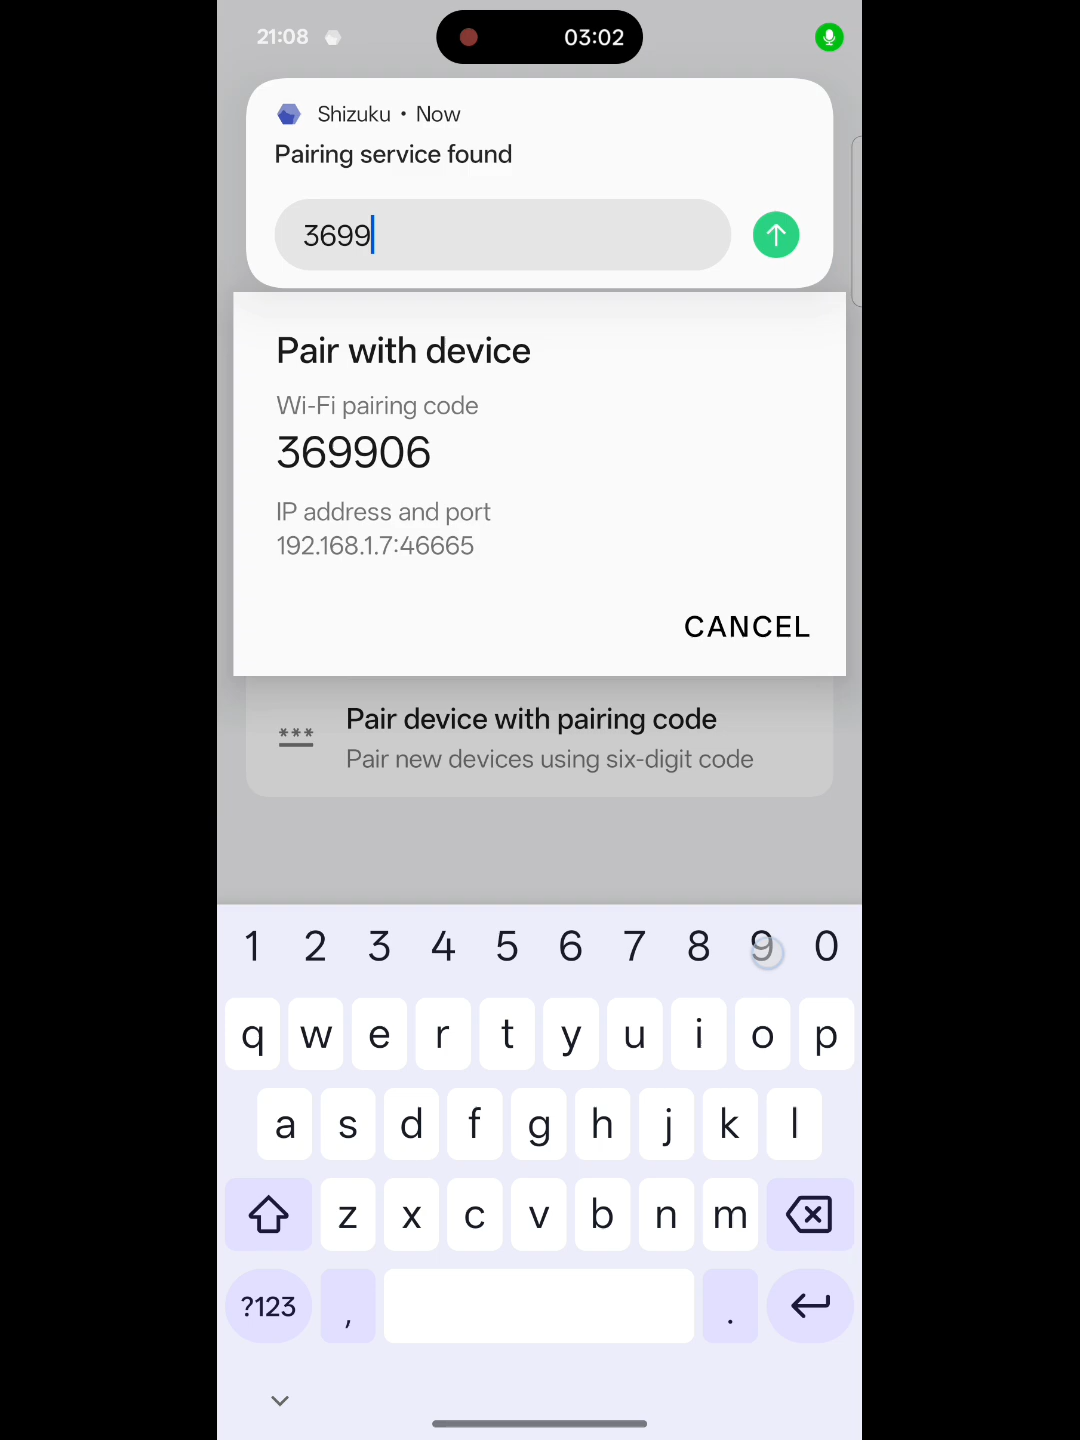 21:08
03:02
Shizuku • Now
Pairing service found
3699
Pair with device
Wi-Fi pairing code
369906
IP address and port
192.168.1.7:46665
CANCEL
***
Pair device with pairing code
Pair new devices using six-digit code
1 2 3 4 5 6 7 8 9 0
q w e r t y u i o p
a s d f g h j k l
z x c v b n m
?123 , .